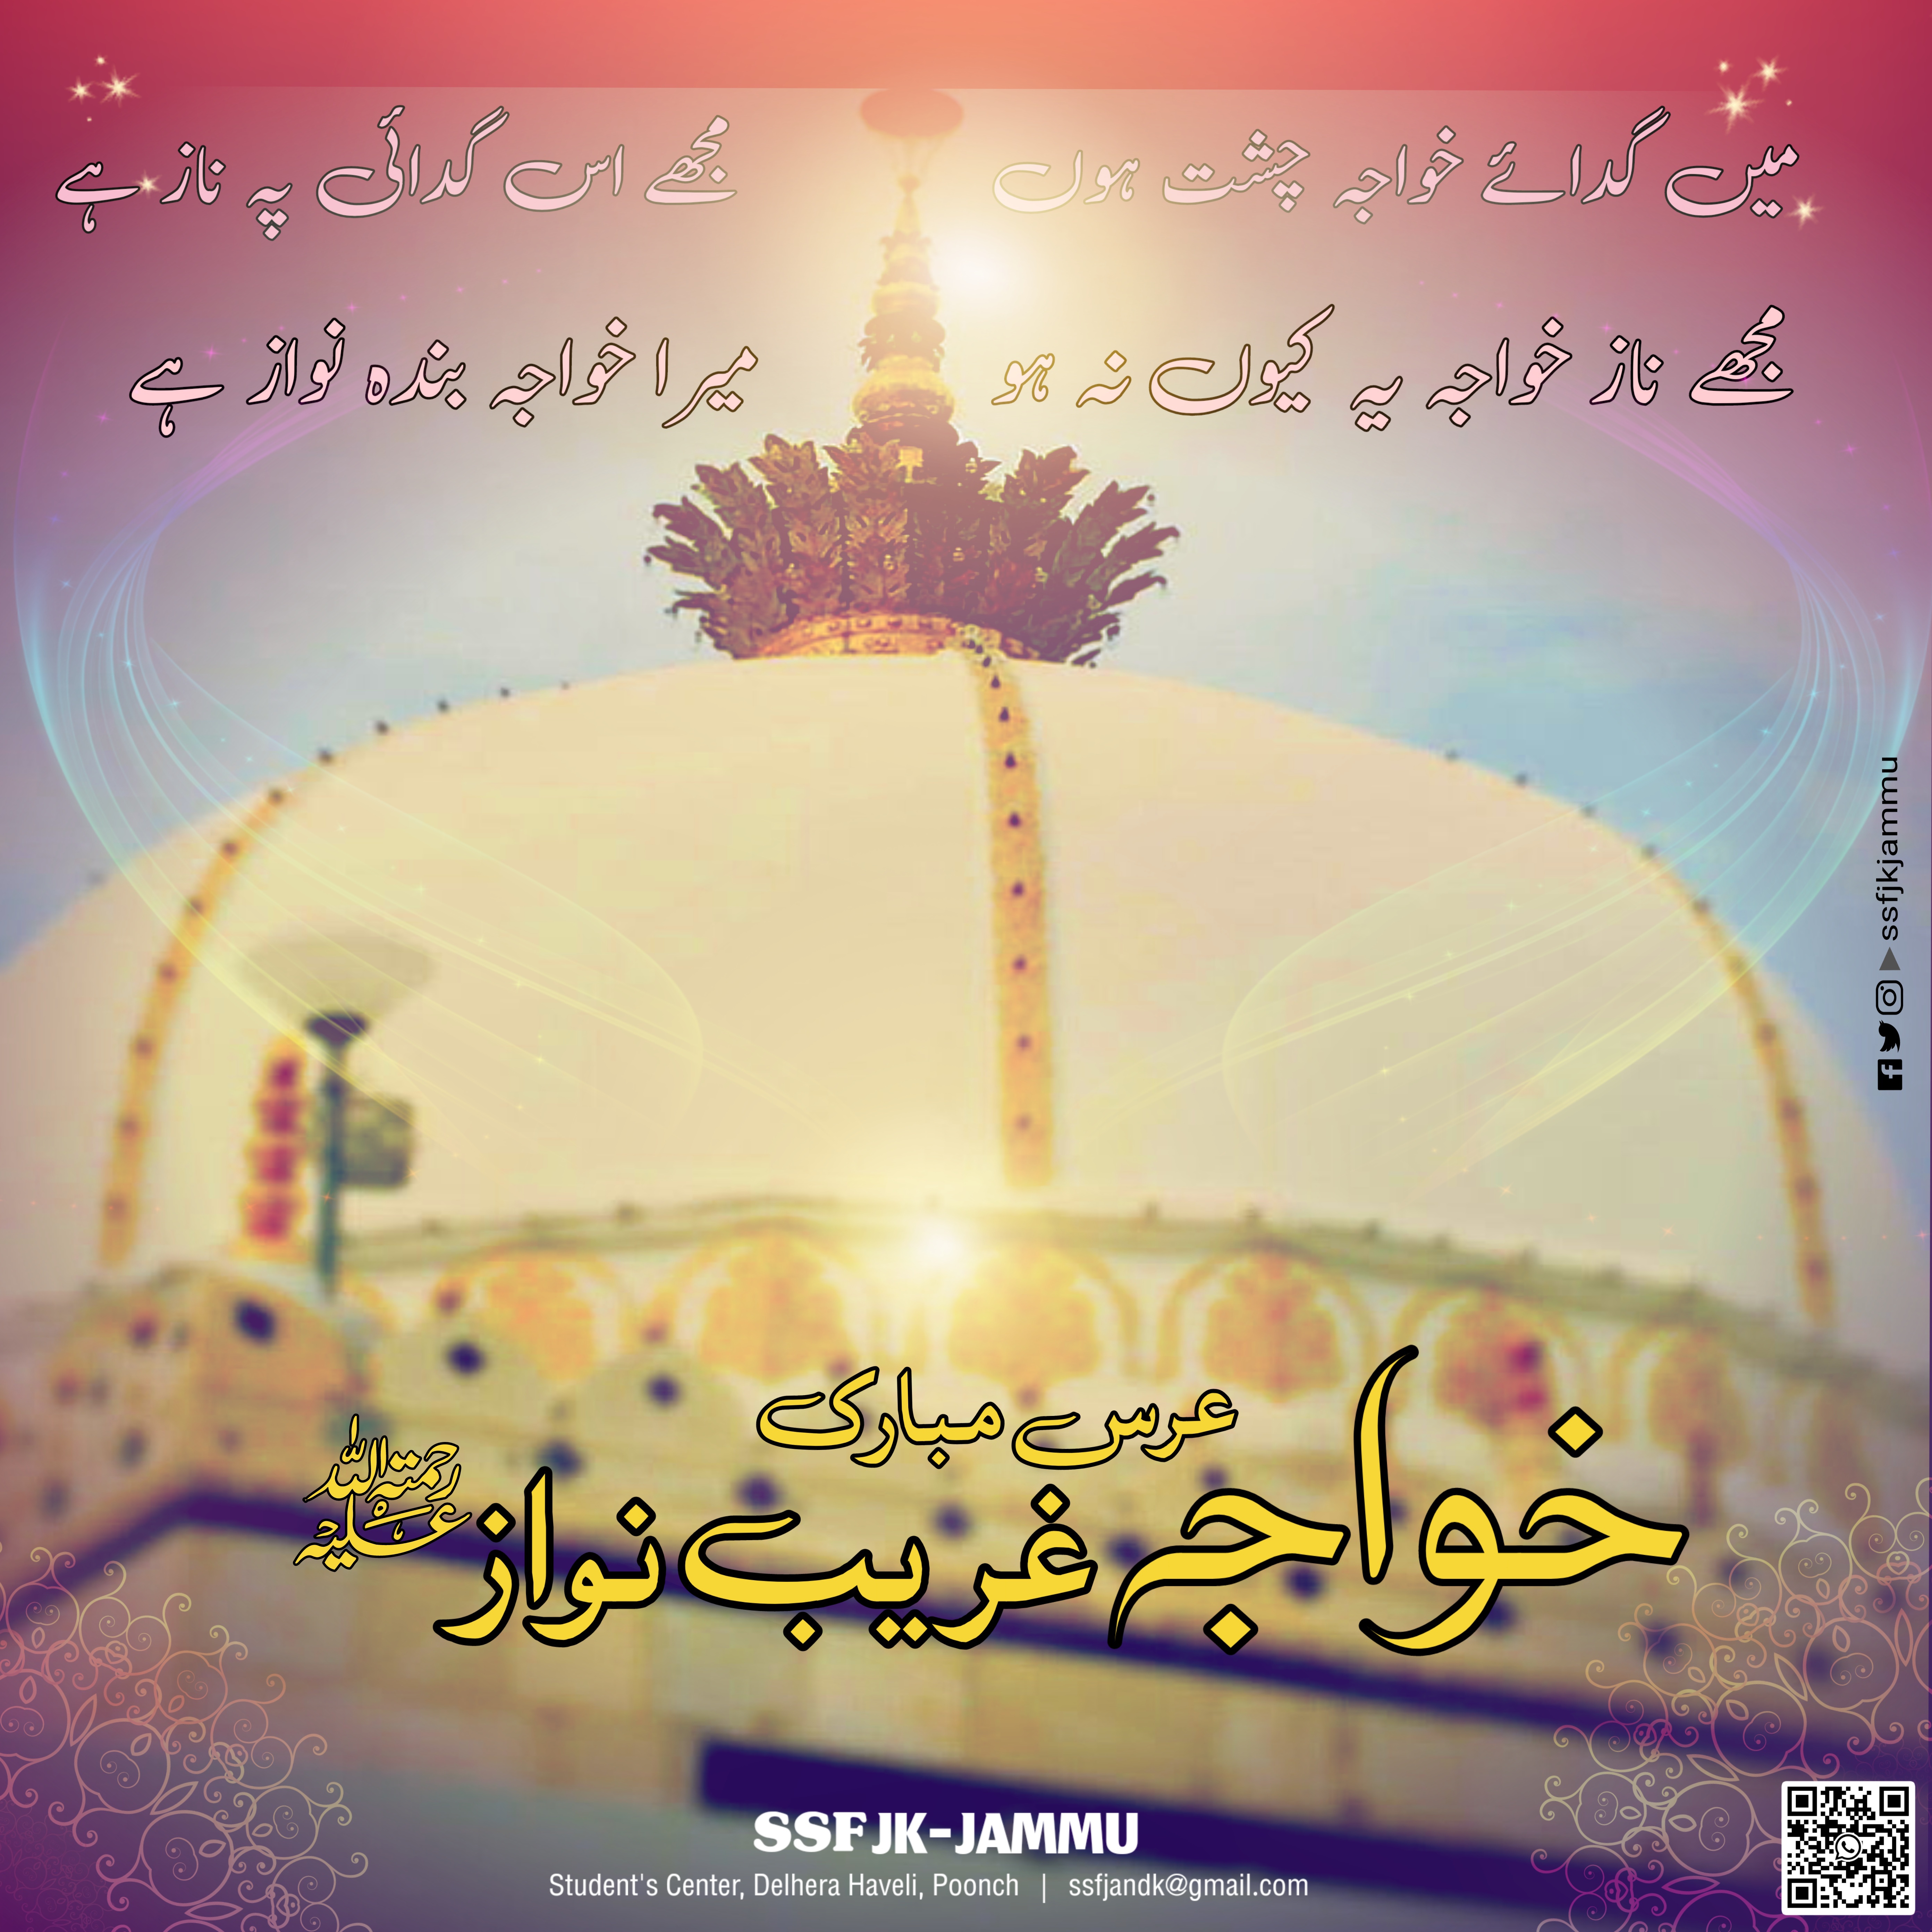 میں گدائے خواجہ چشت ہوں مجھے اس گدائی پہ ناز ہے
مجھے ناز خواجہ پہ کیوں نہ ہو میرا خواجہ بندہ نواز ہے
ssfjkjammu
عرس مبارک
خواجہ غریب نواز رحمتہ اللہ علیہ
SSF JK-JAMMU
Student's Center, Delhera Haveli, Poonch | ssfjandk@gmail.com